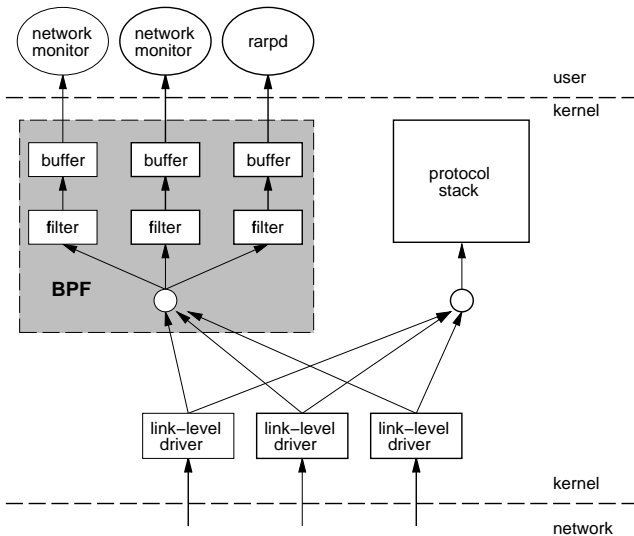 network
monitor
network
monitor
rarpd
user
kernel
buffer
buffer
buffer
protocol
stack
filter
filter
filter
BPF
link-level
driver
link-level
driver
link-level
driver
kernel
network